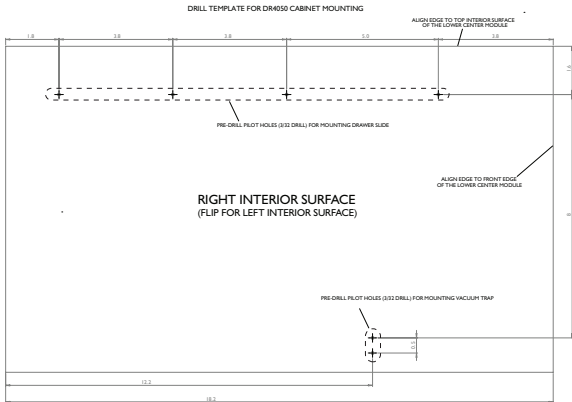 DRILL TEMPLATE FOR DR4050 CABINET MOUNTING
ALIGN EDGE TO TOP INTERIOR SURFACE
OF THE LOWER CENTER MODULE
1.8
3.8
3.8
5.0
3.8
1.6
PRE-DRILL PILOT HOLES (3/32 DRILL) FOR MOUNTING DRAWER SLIDE
ALIGN EDGE TO FRONT EDGE
OF THE LOWER CENTER MODULE
RIGHT INTERIOR SURFACE
(FLIP FOR LEFT INTERIOR SURFACE)
8
PRE-DRILL PILOT HOLES (3/32 DRILL) FOR MOUNTING VACUUM TRAP
0.5
12.2
18.2